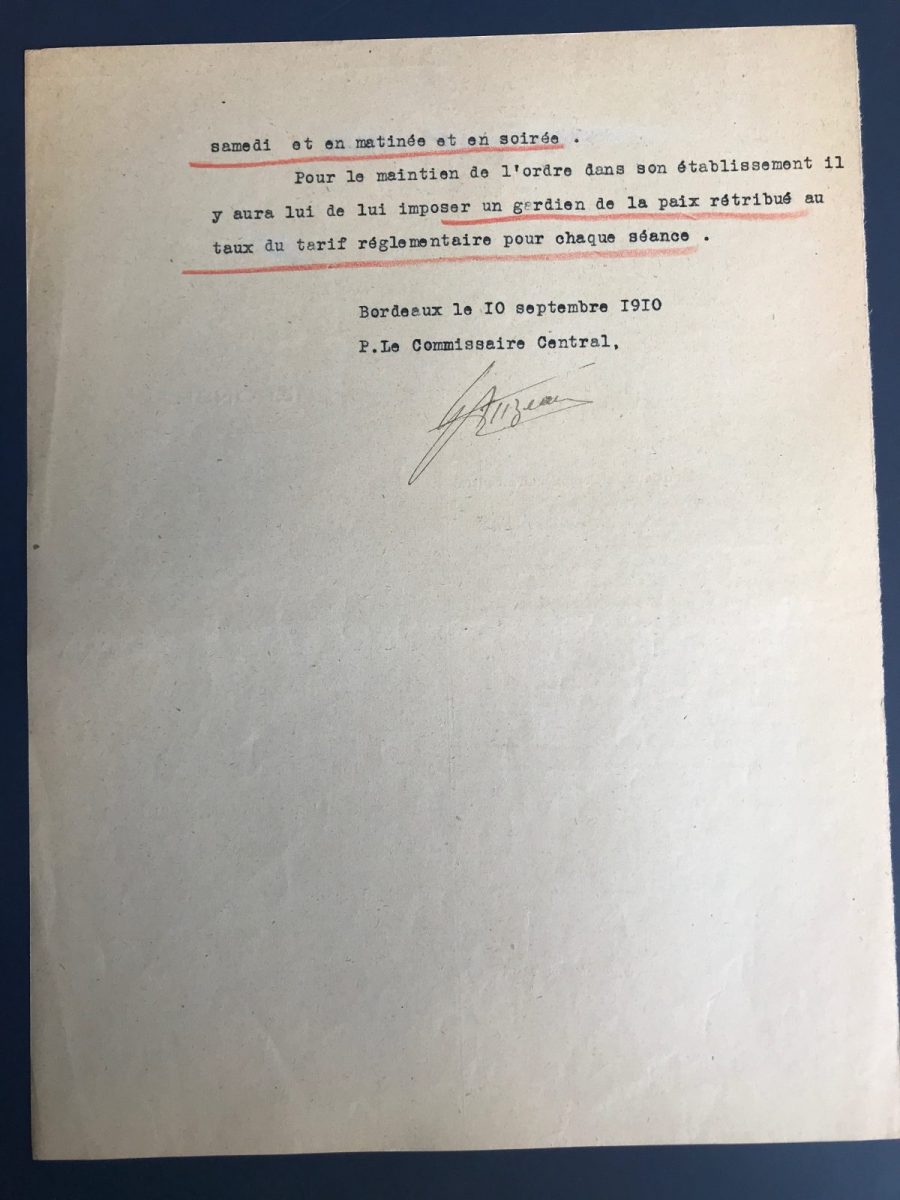 samedi et en matinée et en soirée .
Pour le maintien de l'ordre dans son établissement il
y aura lui de lui imposer un gardien de la paix rétribué au
taux du tarif réglementaire pour chaque séance .
Bordeaux le IO septembre I9IO
P.Le Commissaire Central,